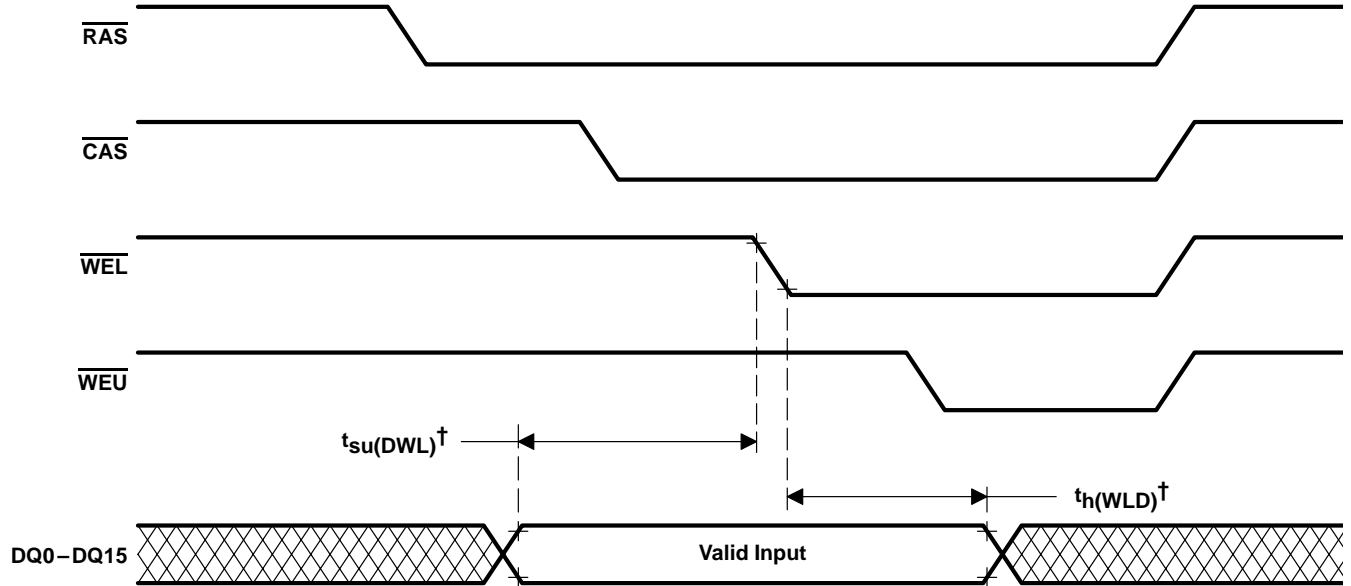 RAS
CAS
WEL
WEU
tsu(DWL)†
th(WLD)†
DQ0–DQ15
Valid Input